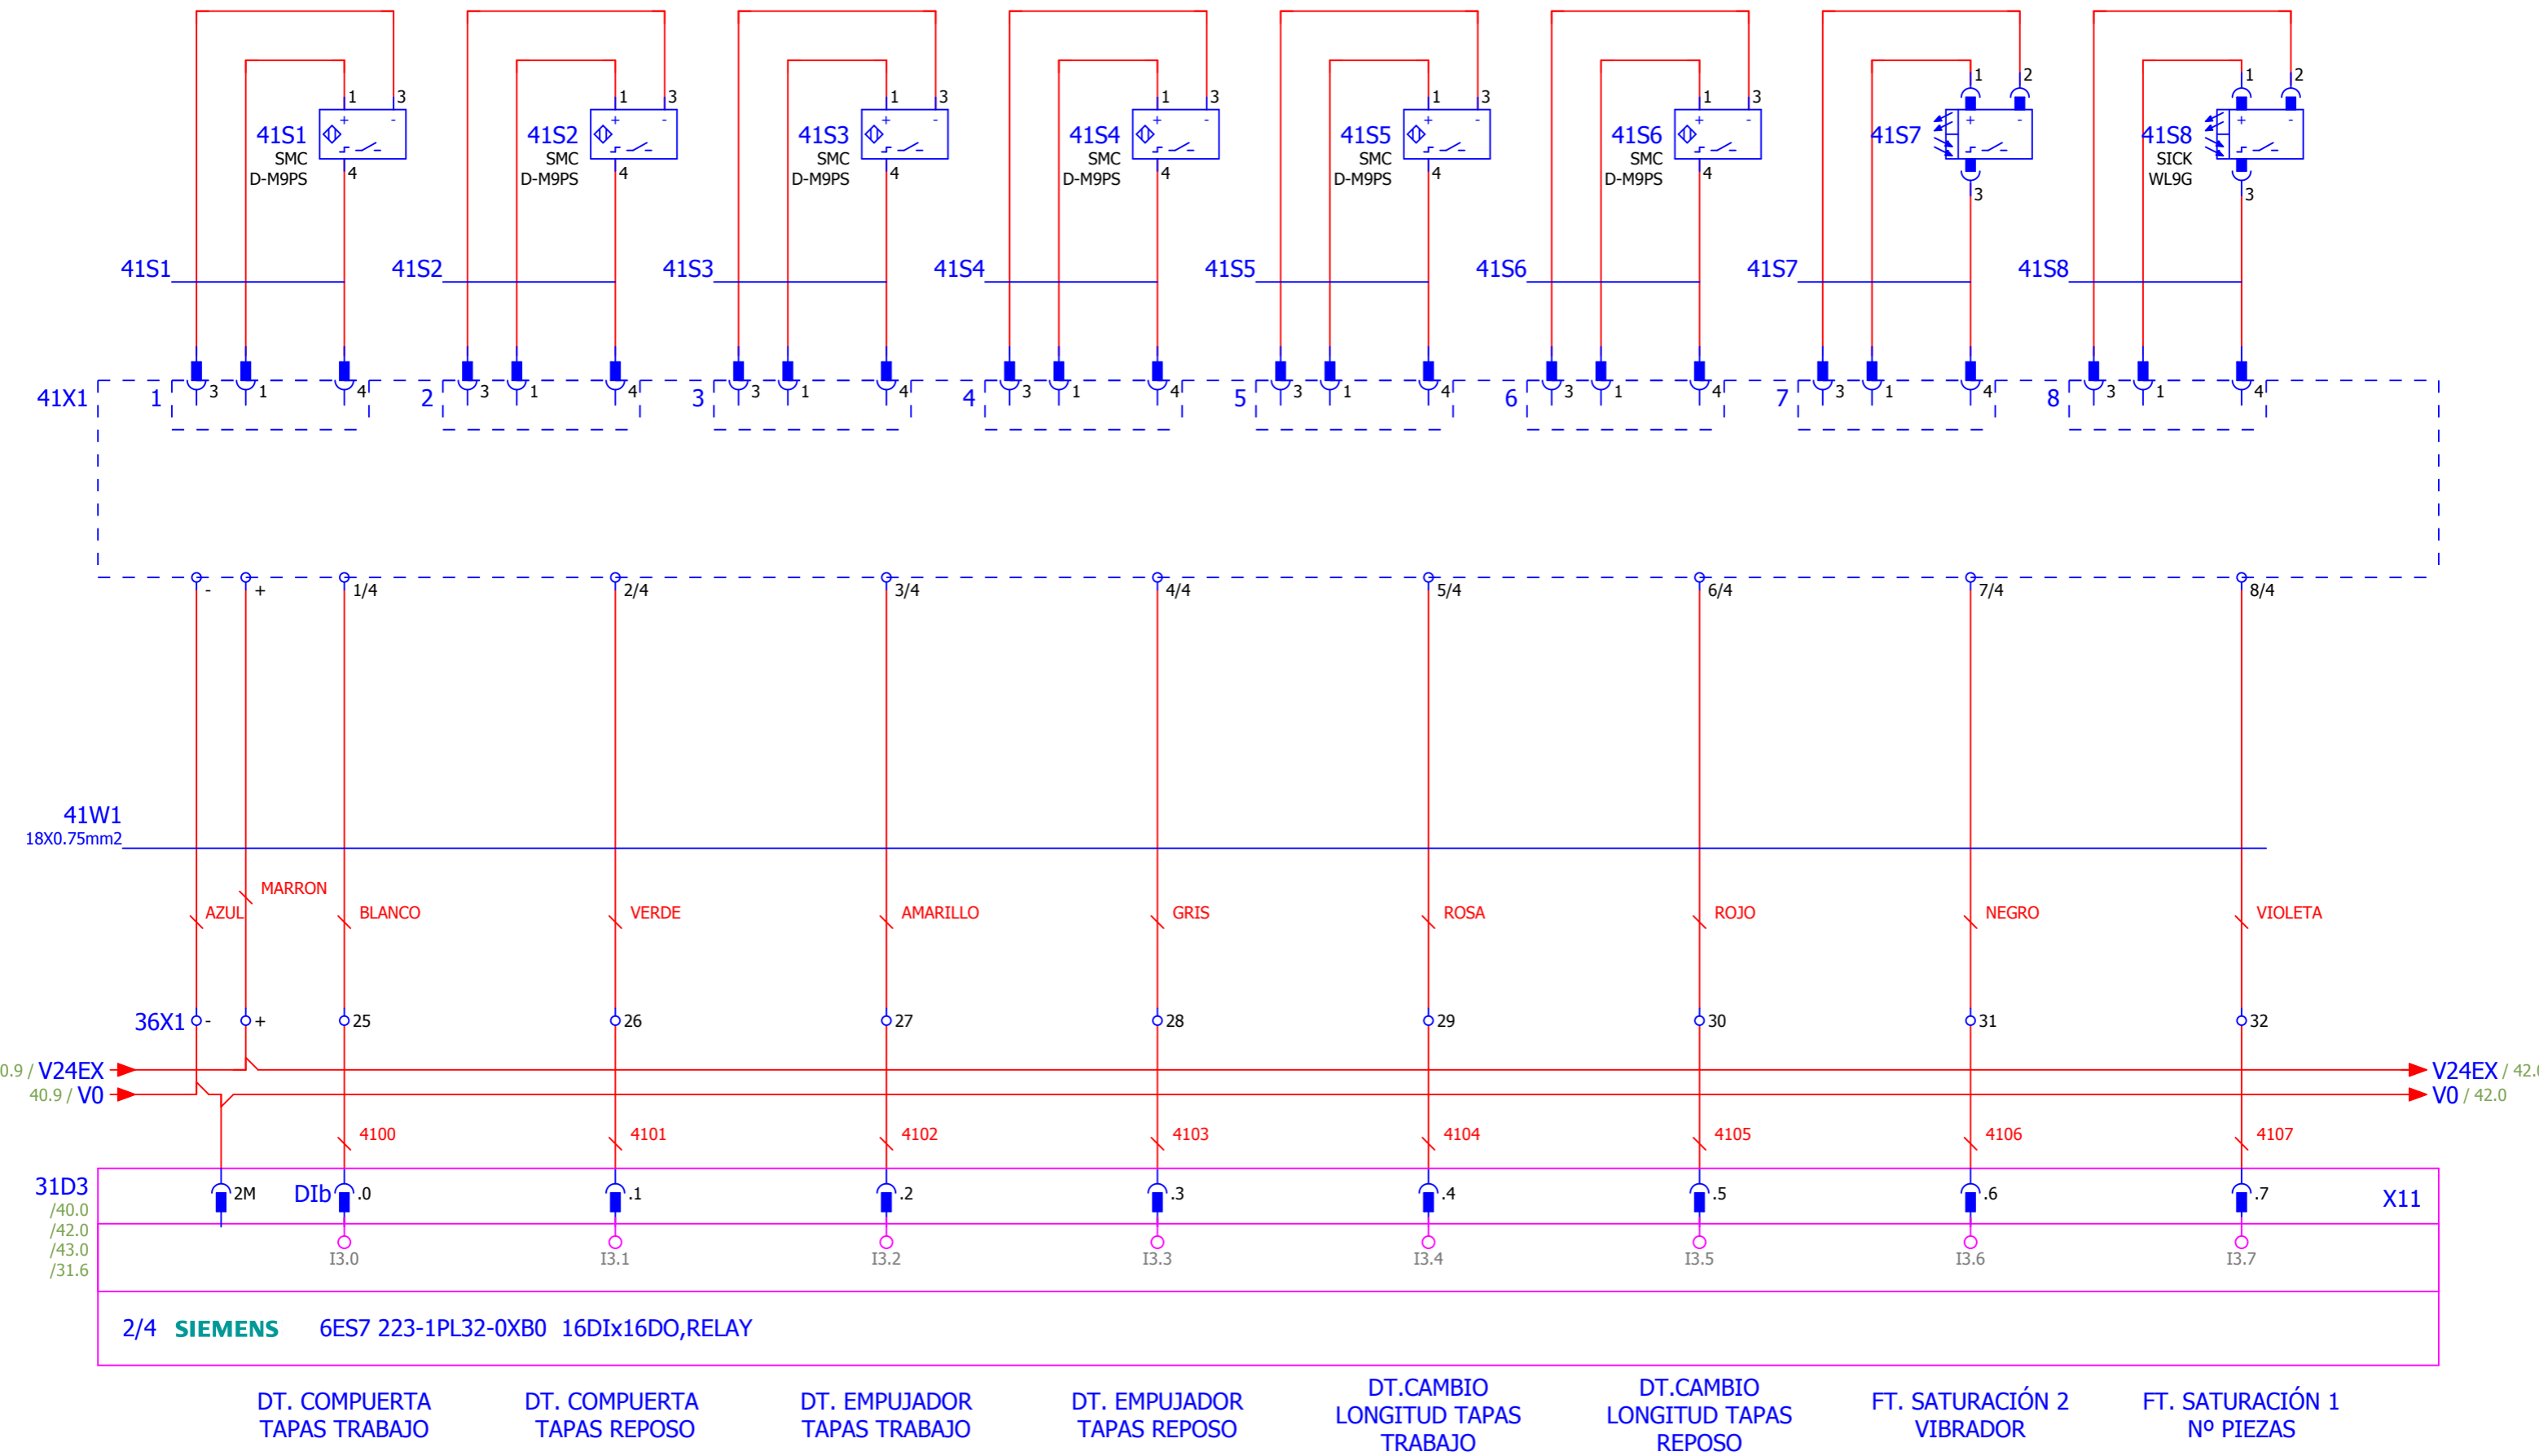 1 3 1 3 1 3 1 3 1 3 1 3 1 2 1 2
+ - + - + - + - + - + - + - + -
41S1 41S2 41S3 41S4 41S5 41S6 41S7 41S8
SMC SMC SMC SMC SMC SMC SICK
D-M9PS D-M9PS D-M9PS D-M9PS D-M9PS D-M9PS WL9G
4 4 4 4 4 4 3 3
41S1 41S2 41S3 41S4 41S5 41S6 41S7 41S8
41X1 1 3 1 4 2 3 1 4 3 3 1 4 4 3 1 4 5 3 1 4 6 3 1 4 7 3 1 4 8 3 1 4
- + 1/4 2/4 3/4 4/4 5/4 6/4 7/4 8/4
41W1
18X0.75mm2
MARRON
AZUL BLANCO VERDE AMARILLO GRIS ROSA ROJO NEGRO VIOLETA
36X1 - + 25 26 27 28 29 30 31 32
0.9 / V24EX V24EX / 42.0
40.9 / V0 V0 / 42.0
4100 4101 4102 4103 4104 4105 4106 4107
31D3 2M DIb .0 .1 .2 .3 .4 .5 .6 .7 X11
/40.0
/42.0
/43.0
/31.6
I3.0 I3.1 I3.2 I3.3 I3.4 I3.5 I3.6 I3.7
2/4 SIEMENS 6ES7 223-1PL32-0XB0 16DIx16DO,RELAY
DT. COMPUERTA
TAPAS TRABAJO
DT. COMPUERTA
TAPAS REPOSO
DT. EMPUJADOR
TAPAS TRABAJO
DT. EMPUJADOR
TAPAS REPOSO
DT.CAMBIO
LONGITUD TAPAS
TRABAJO
DT.CAMBIO
LONGITUD TAPAS
REPOSO
FT. SATURACIÓN 2
VIBRADOR
FT. SATURACIÓN 1
Nº PIEZAS